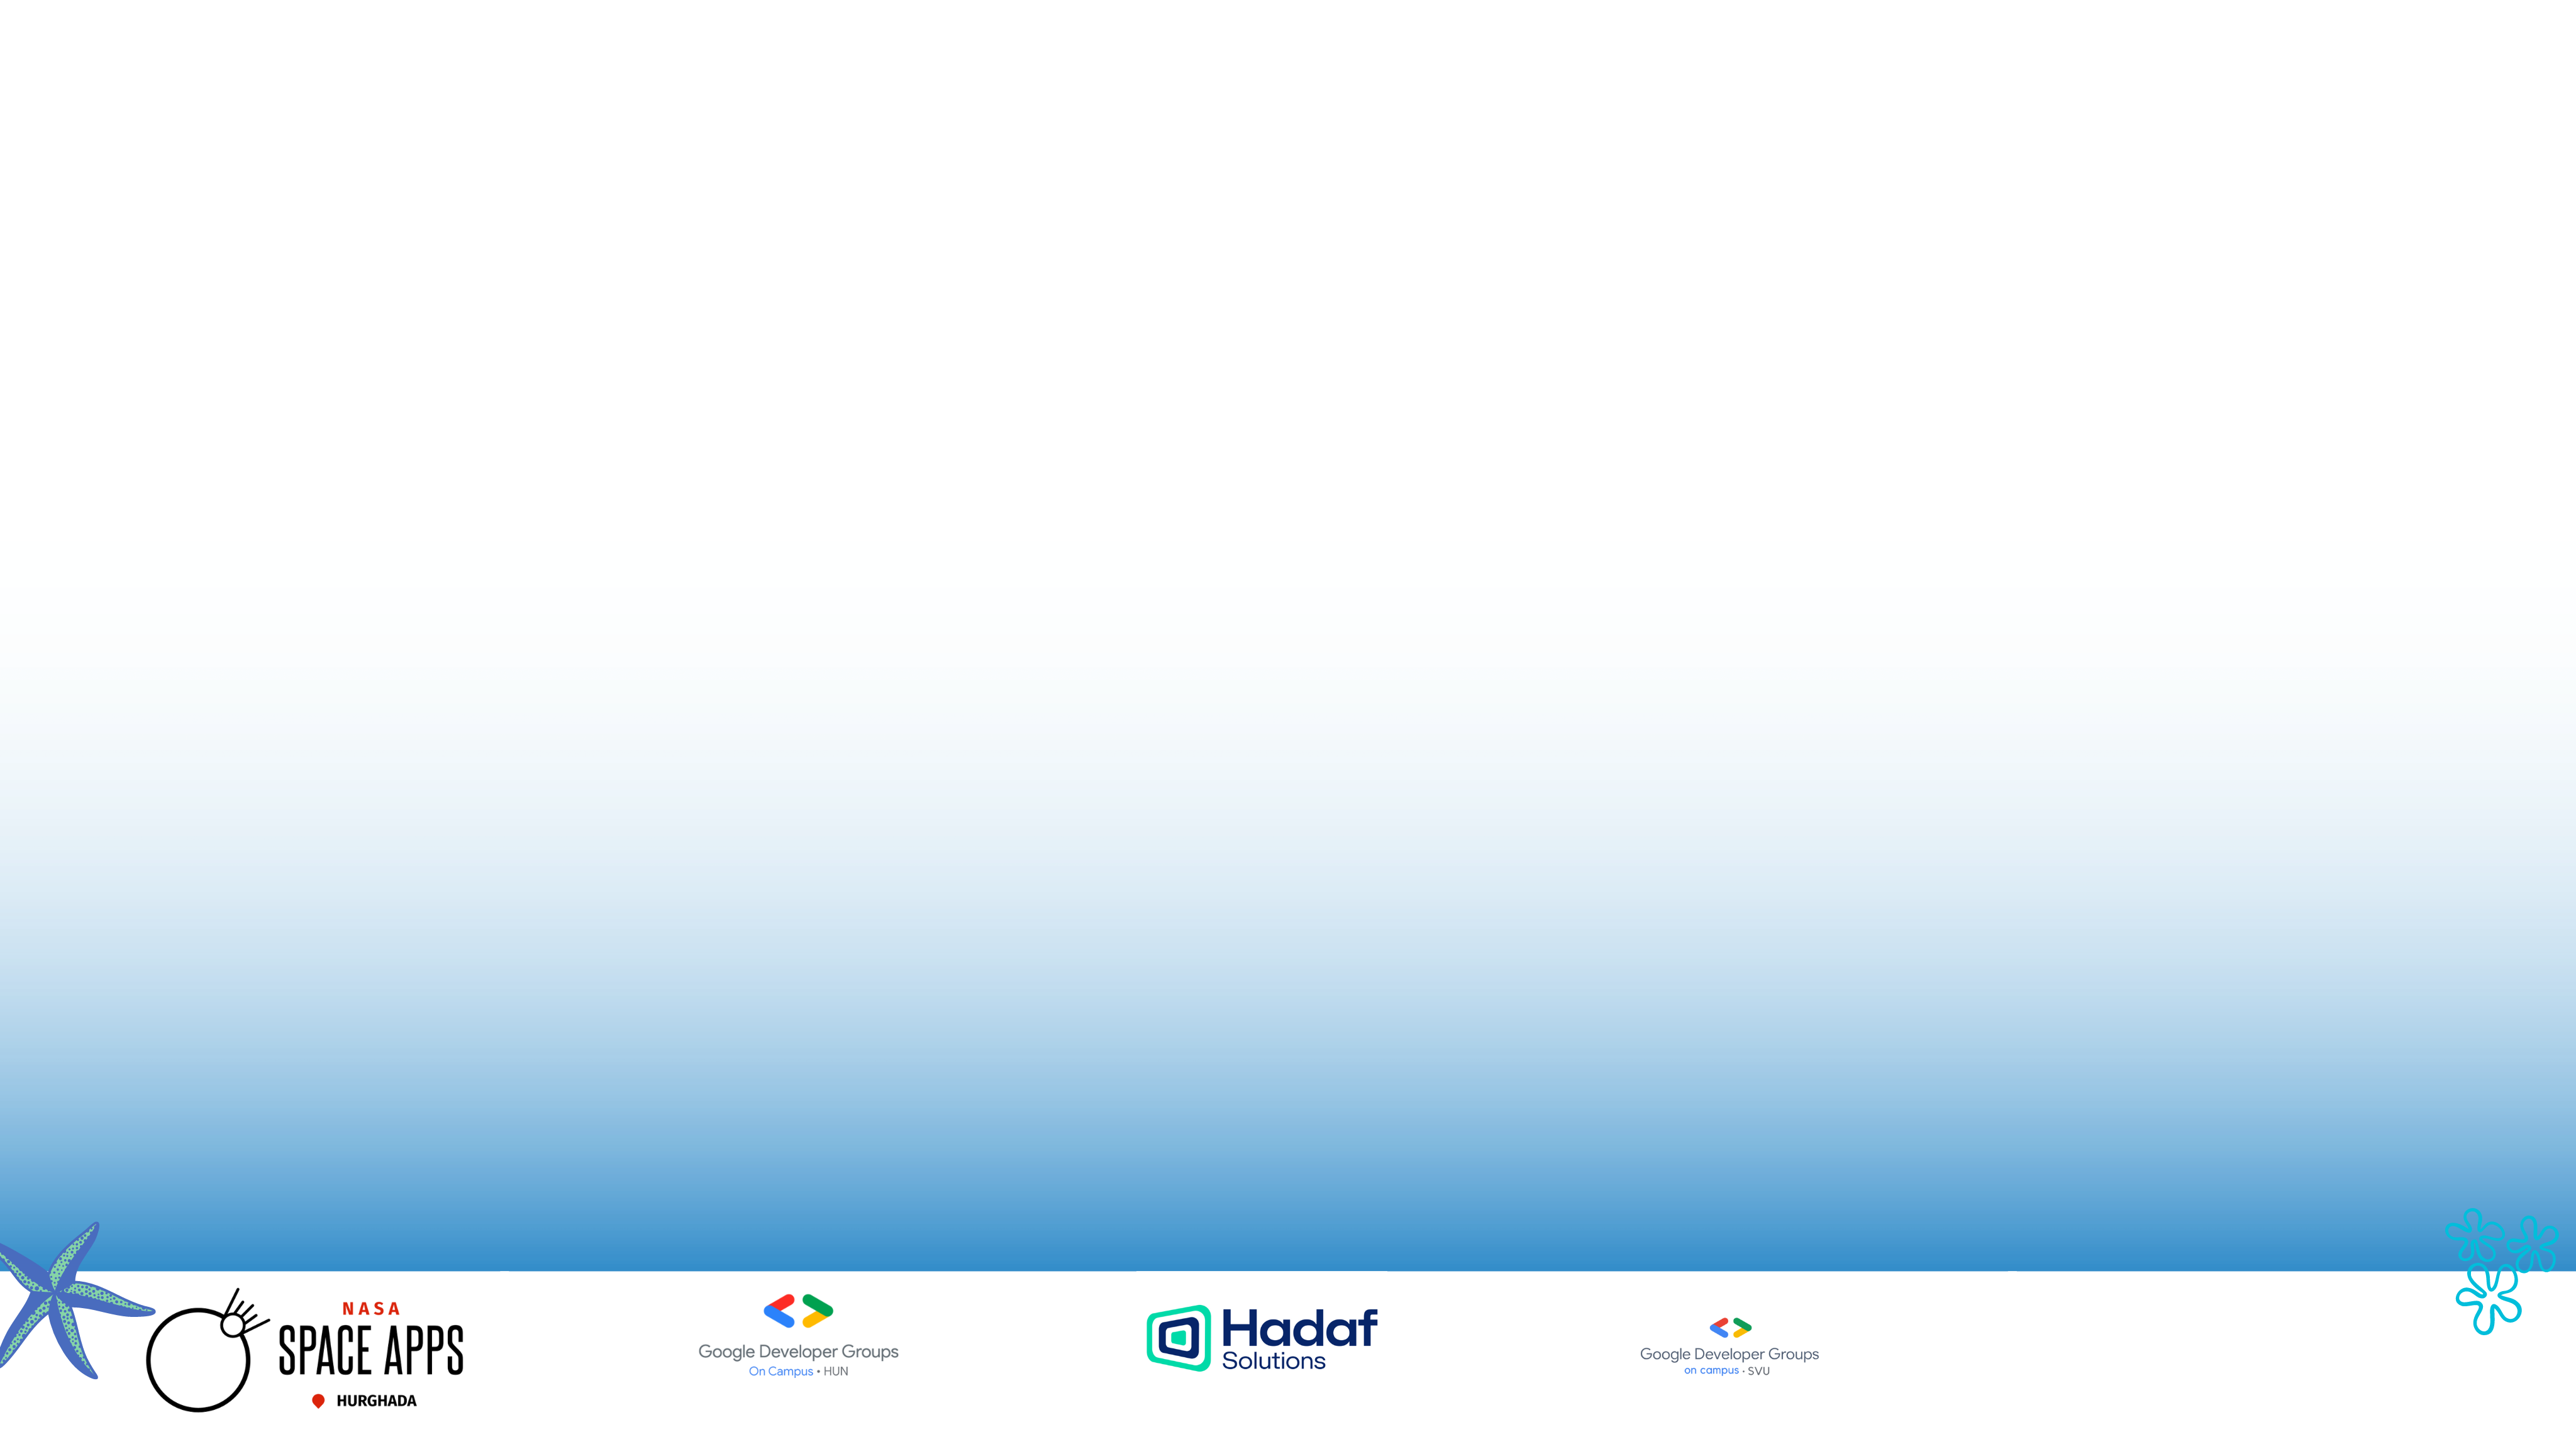 NASA
SPACE APPS
HURGHADA
Google Developer Groups
On Campus • HUN
Hadaf
Solutions
Google Developer Groups
on campus · SVU